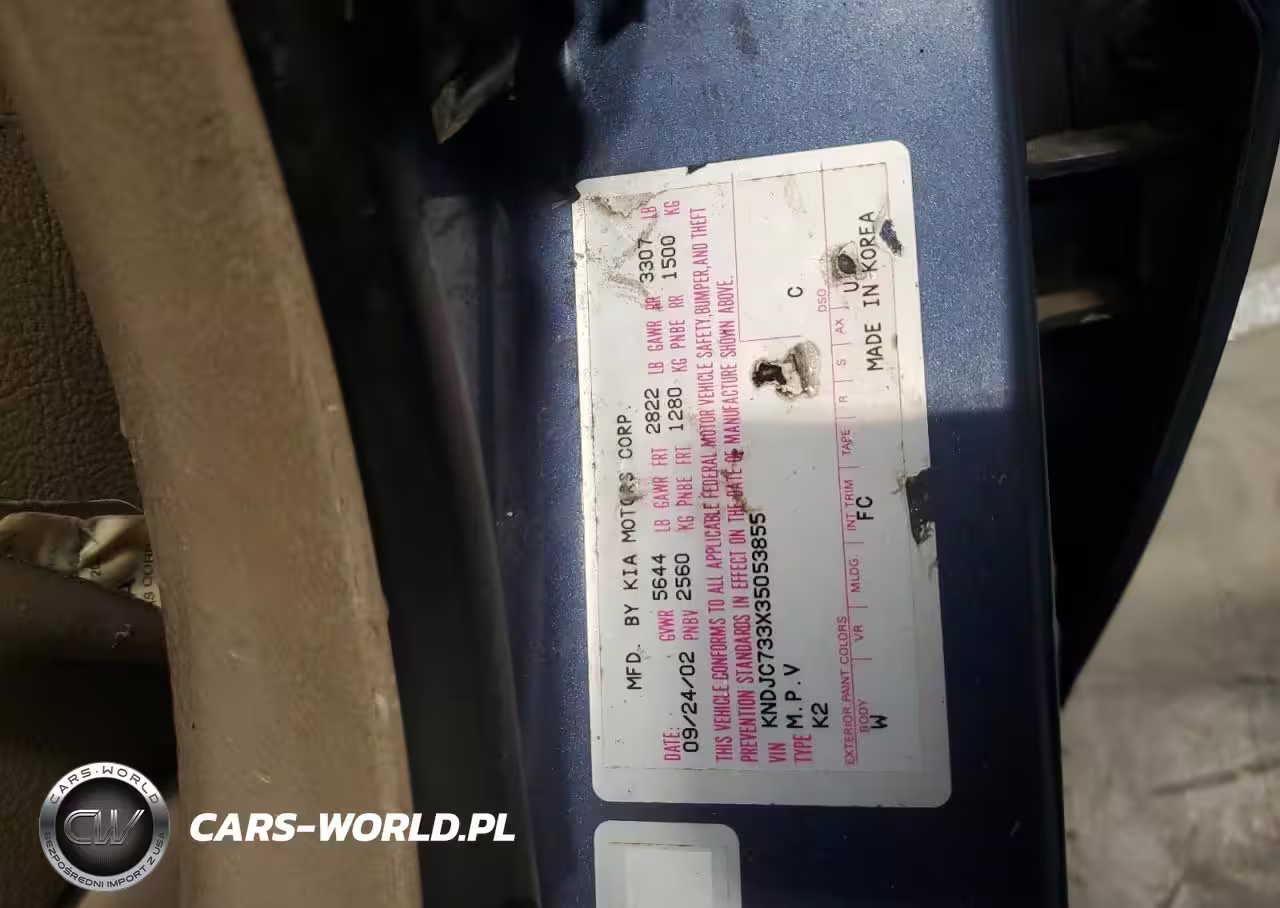 MFD. BY KIA MOTORS CORP.
DATE: GVWR 5644 LB GAWR FRT 2822 LB GAWR RR 3307 LB
09/24/02 PNBV 2560 KG PNBE FRT 1280 KG PNBE RR 1500 KG
THIS VEHICLE CONFORMS TO ALL APPLICABLE FEDERAL MOTOR VEHICLE SAFETY,BUMPER,AND THEFT
PREVENTION STANDARDS IN EFFECT ON THE DATE OF MANUFACTURE SHOWN ABOVE.
VIN KNDJC733X35053855
TYPE M.P.V C
K2 DSO
EXTERIOR PAINT COLORS
BODY VR MLDG. INT TRIM TAPE R S AX U
W FC MADE IN KOREA
CARS-WORLD
CW
BEZPOŚREDNI IMPORT Z USA
CARS-WORLD.PL